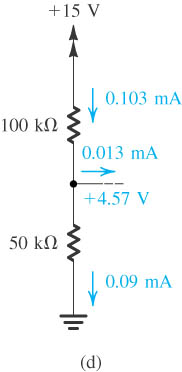 +15 V
0.103 mA
100 kΩ
0.013 mA
+4.57 V
50 kΩ
0.09 mA
(d)